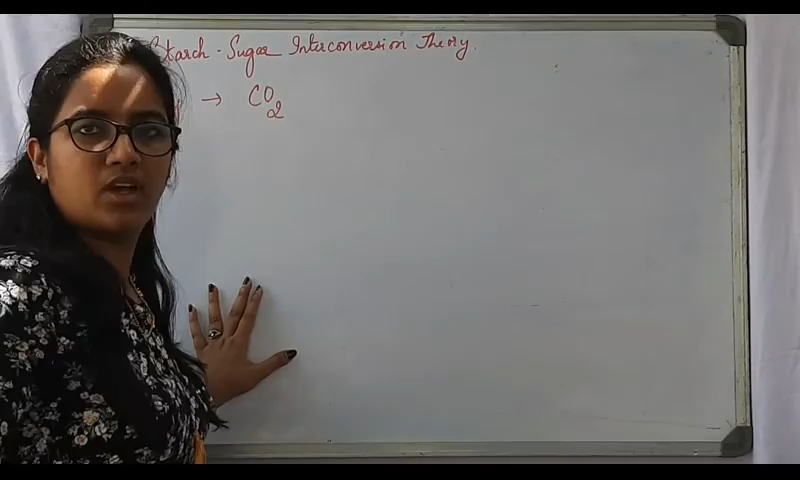 Starch - Sugar Interconversion Theory.
→ CO2